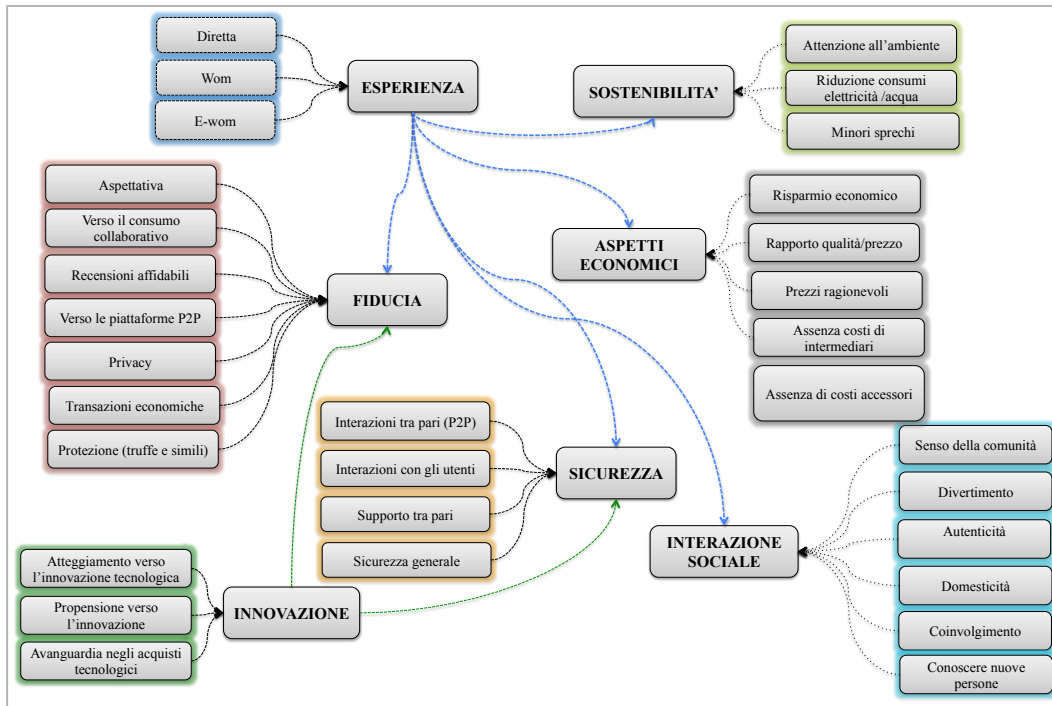 Diretta
Wom
E-wom
ESPERIENZA
SOSTENIBILITA’
Attenzione all’ambiente
Riduzione consumi
elettricità /acqua
Minori sprechi
Aspettativa
Verso il consumo
collaborativo
Recensioni affidabili
Verso le piattaforme P2P
Privacy
Transazioni economiche
Protezione (truffe e simili)
FIDUCIA
ASPETTI
ECONOMICI
Risparmio economico
Rapporto qualità/prezzo
Prezzi ragionevoli
Assenza costi di
intermediari
Assenza di costi accessori
Interazioni tra pari (P2P)
Interazioni con gli utenti
Supporto tra pari
Sicurezza generale
SICUREZZA
INTERAZIONE
SOCIALE
Senso della comunità
Divertimento
Autenticità
Domesticità
Coinvolgimento
Conoscere nuove
persone
Atteggiamento verso
l’innovazione tecnologica
Propensione verso
l’innovazione
Avanguardia negli acquisti
tecnologici
INNOVAZIONE